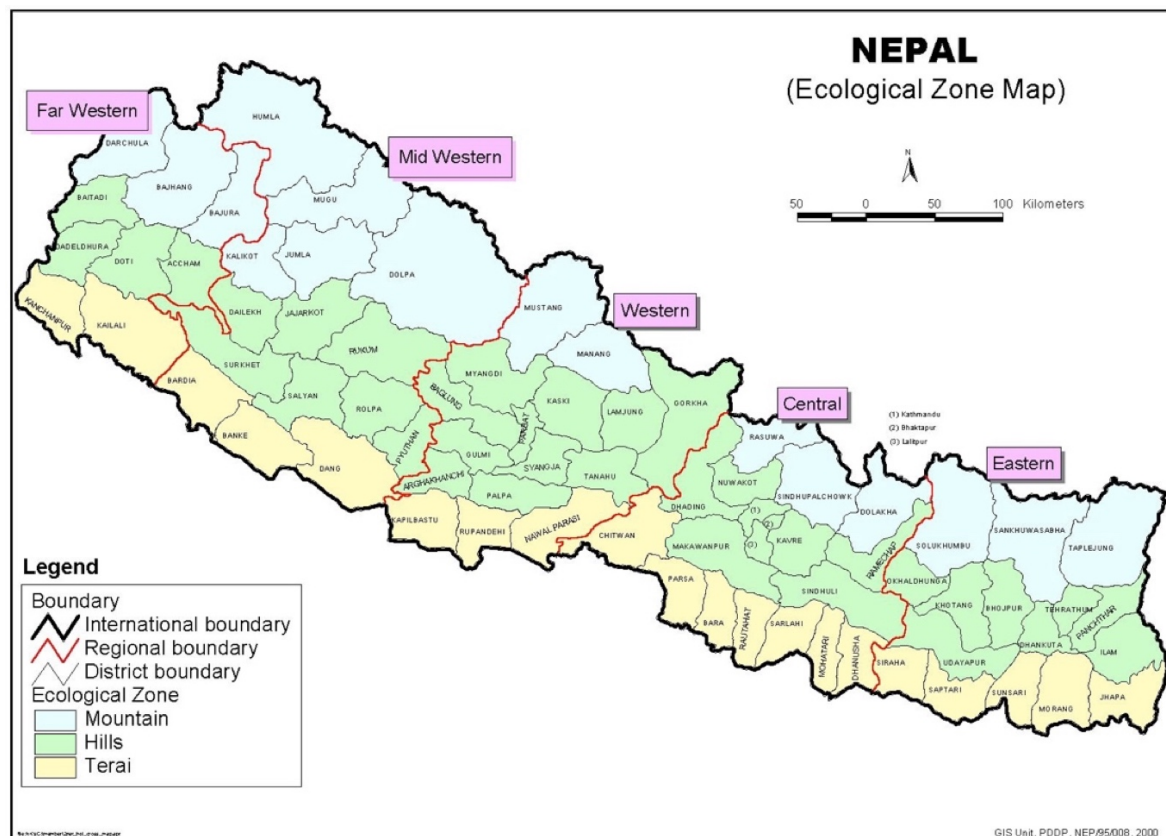 NEPAL
(Ecological Zone Map)
N
50 0 50 100 Kilometers
Far Western
Mid Western
Western
Central
Eastern
(1) Kathmandu
(2) Bhaktapur
(3) Lalitpur
HUMLA
DARCHULA
BAJHANG
BAITADI
BAJURA
MUGU
DADELDHURA
DOTI
ACCHAM
KALIKOT
JUMLA
DOLPA
KANCHANPUR
KAILALI
DAILEKH
JAJARKOT
RUKUM
MUSTANG
MANANG
SURKHET
BARDIA
SALYAN
ROLPA
MYANGDI
BAGLUNG
KASKI
PARBAT
LAMJUNG
GORKHA
BANKE
DANG
PYUTHAN
GULMI
SYANGJA
TANAHU
ARGHAKHANCHI
PALPA
KAPILBASTU
RUPANDEHI
NAWAL PARASI
CHITWAN
RASUWA
NUWAKOT
SINDHUPALCHOWK
DOLAKHA
DHADING
(1)
(2)
(3)
KAVRE
MAKAWANPUR
RAMECHAP
SINDHULI
PARSA
BARA
RAUTAHAT
SARLAHI
MOHATARI
DHANUSHA
SOLUKHUMBU
SANKHUWASABHA
TAPLEJUNG
OKHALDHUNGA
KHOTANG
BHOJPUR
TEHRATHUM
PANCHTHAR
DHANKUTA
ILAM
SIRAHA
UDAYAPUR
SAPTARI
SUNSARI
MORANG
JHAPA
Legend
Boundary
International boundary
Regional boundary
District boundary
Ecological Zone
Mountain
Hills
Terai
GIS Unit, PDDP, NEP/95/008, 2000